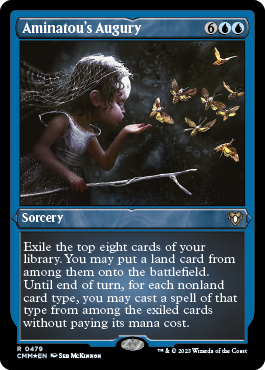 Aminatou's Augury 6
Sorcery
Exile the top eight cards of your
library. You may put a land card from
among them onto the battlefield.
Until end of turn, for each nonland
card type, you may cast a spell of that
type from among the exiled cards
without paying its mana cost.
R 0479
CMM★EN Seb McKinnon
™ & © 2023 Wizards of the Coast